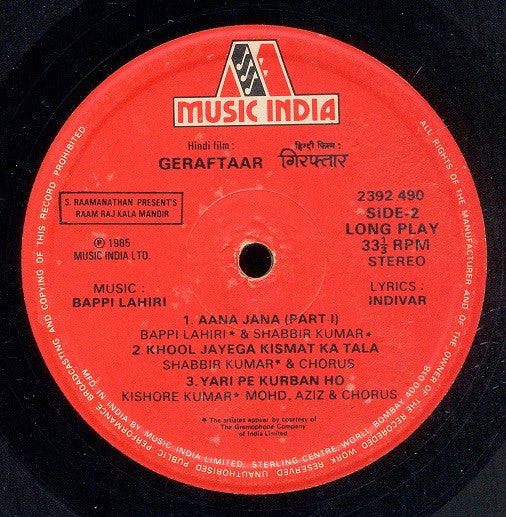 MUSIC INDIA
Hindi film :
हिन्दी फिल्म :
GERAFTAAR
गिरफ्तार
S. RAAMANATHAN PRESENT'S
RAAM RAJ KALA MANDIR
Ⓟ 1985
MUSIC INDIA LTD.
2392 490
SIDE-2
LONG PLAY
33⅓ RPM
STEREO
MUSIC :
BAPPI LAHIRI
LYRICS :
INDIVAR
1. AANA JANA (PART I)
BAPPI LAHIRI* & SHABBIR KUMAR*
2. KHOOL JAYEGA KISMAT KA TALA
SHABBIR KUMAR* & CHORUS
3. YARI PE KURBAN HO
KISHORE KUMAR* MOHD. AZIZ & CHORUS
* The artistes appear by courtesy of
The Gramophone Company
of India Limited
ALL RIGHTS OF THE MANUFACTURER AND OF THE OWNER OF THE RECORDED WORK RESERVED. UNAUTHORISED PUBLIC PERFORMANCE BROADCASTING AND COPYING OF THIS RECORD PROHIBITED.
MFD. IN INDIA BY MUSIC INDIA LIMITED, STERLING CENTRE, WORLI, BOMBAY 400 018.